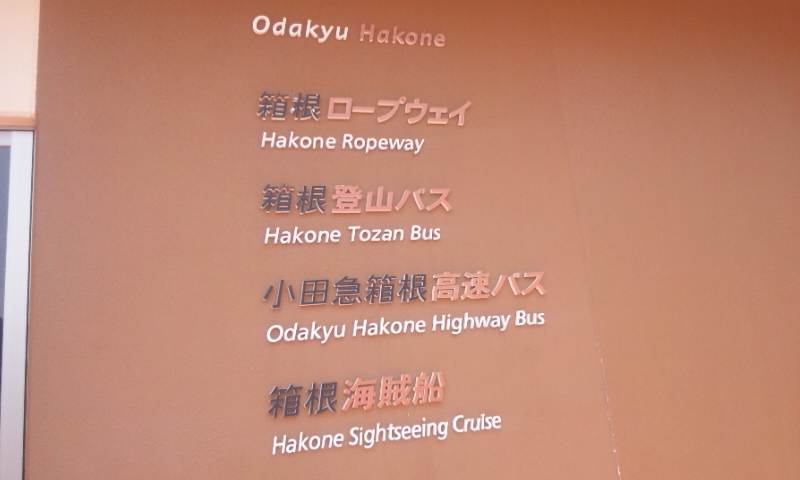 Odakyu Hakone
箱根ロープウェイ
Hakone Ropeway
箱根登山バス
Hakone Tozan Bus
小田急箱根高速バス
Odakyu Hakone Highway Bus
箱根海賊船
Hakone Sightseeing Cruise